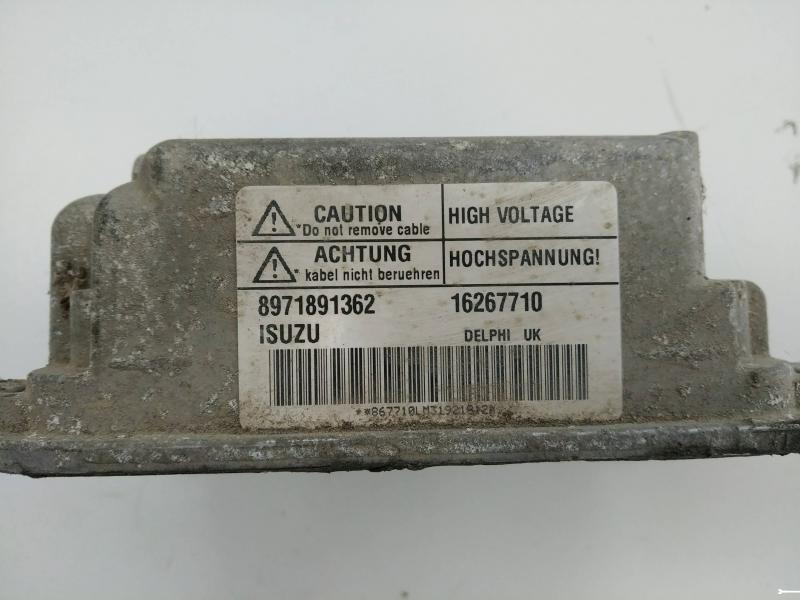 CAUTION HIGH VOLTAGE
*Do not remove cable
ACHTUNG HOCHSPANNUNG!
* kabel nicht beruehren
8971891362 16267710
ISUZU DELPHI UK